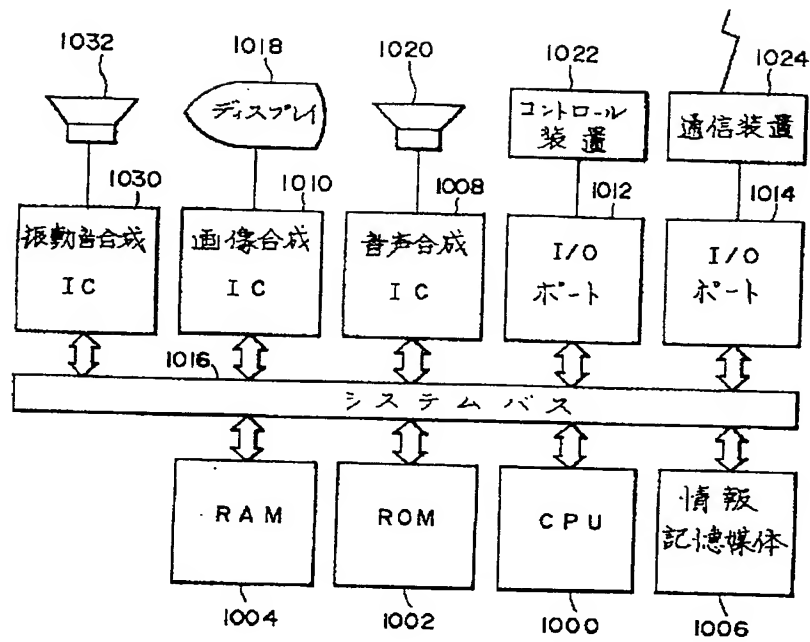 1032
1018
1020
1022
1024
ディスプレイ
コントロール
装置
通信装置
1030
1010
1008
1012
1014
振動音合成
IC
画像合成
IC
音声合成
IC
I/O
ポート
I/O
ポート
1016
システムバス
RAM
ROM
CPU
情報
記憶媒体
1004
1002
1000
1006